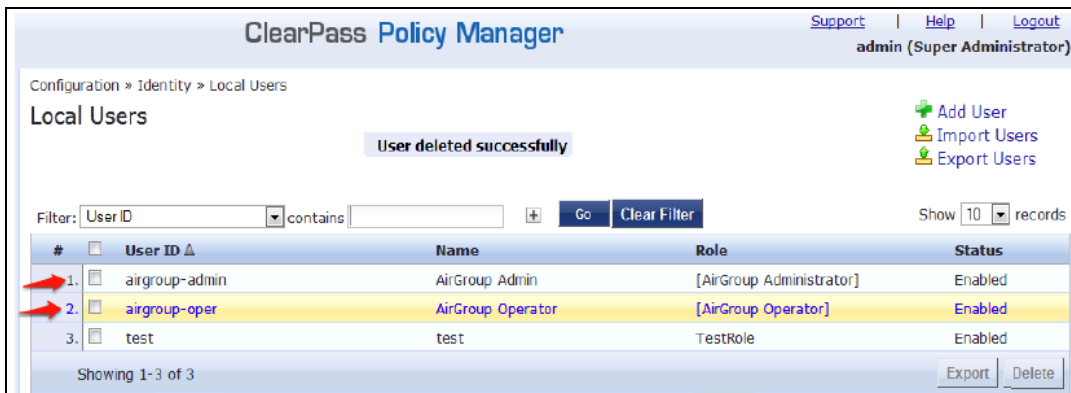 ClearPass Policy Manager
Support | Help | Logout
admin (Super Administrator)
Configuration » Identity » Local Users
Local Users
User deleted successfully
Add User
Import Users
Export Users
Filter: User ID contains + Go Clear Filter Show 10 records
# User ID Name Role Status
1. airgroup-admin AirGroup Admin [AirGroup Administrator] Enabled
2. airgroup-oper AirGroup Operator [AirGroup Operator] Enabled
3. test test TestRole Enabled
Showing 1-3 of 3 Export Delete